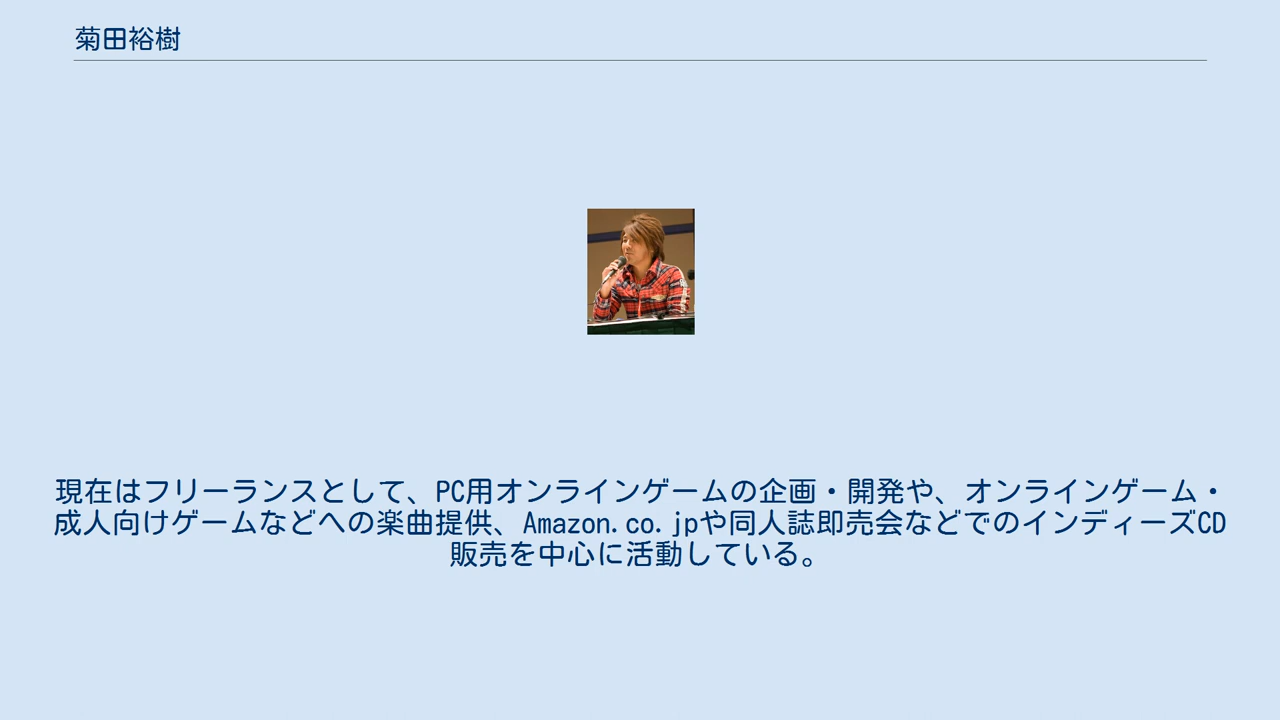 菊田裕樹
現在はフリーランスとして、PC用オンラインゲームの企画・開発や、オンラインゲーム・
成人向けゲームなどへの楽曲提供、Amazon.co.jpや同人誌即売会などでのインディーズCD
販売を中心に活動している。